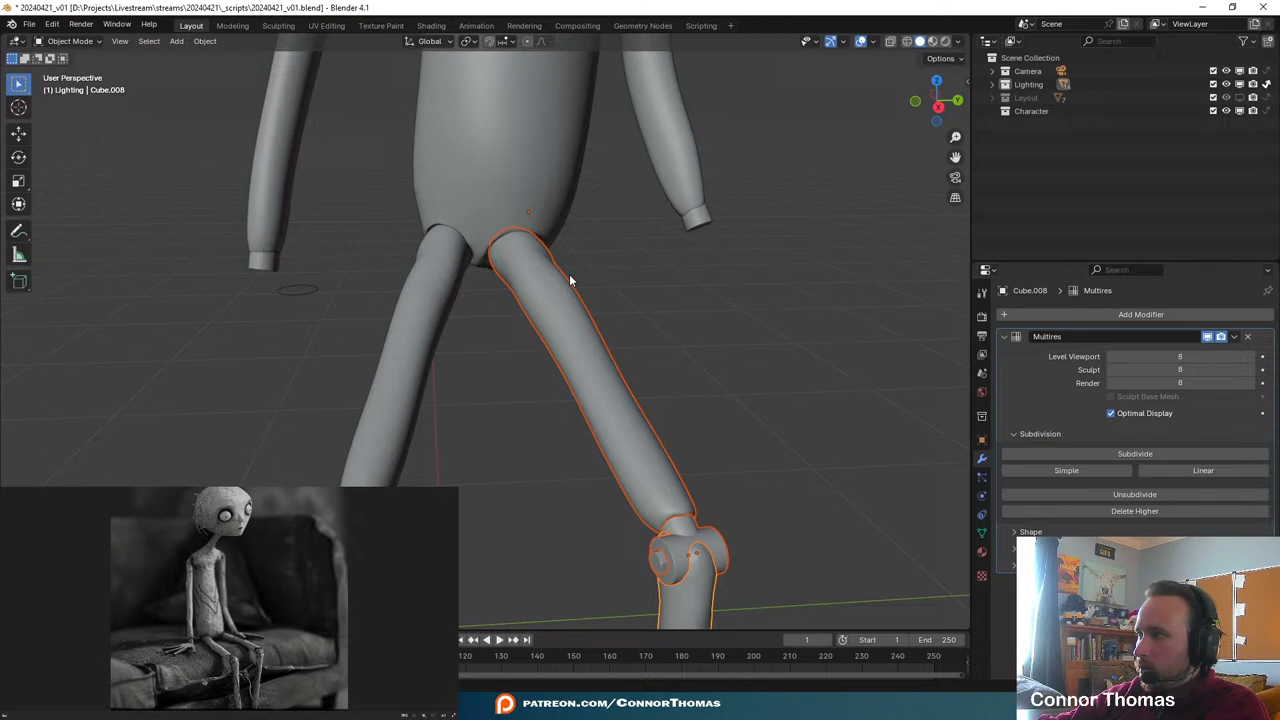 * 20240421_v01 [D:\Projects\Livestream\streams\20240421\_scripts\20240421_v01.blend] - Blender 4.1
File Edit Render Window Help Layout Modeling Sculpting UV Editing Texture Paint Shading Animation Rendering Compositing Geometry Nodes Scripting + Scene ViewLayer
Object Mode View Select Add Object Global Search
Options
User Perspective
(1) Lighting | Cube.008
Z
Y
X
Scene Collection
Camera
Lighting
Layout
Character
Search
Cube.008 > Multires
+ Add Modifier
Multires
Level Viewport 8
Sculpt 8
Render 8
Sculpt Base Mesh
Optimal Display
Subdivision
Subdivide
Simple Linear
Unsubdivide
Delete Higher
Shape
1 Start 1 End 250
120 130 140 150 160 170 180 190 200 210 220 230 240 250
PATREON.COM/CONNORTHOMAS
Connor Thomas